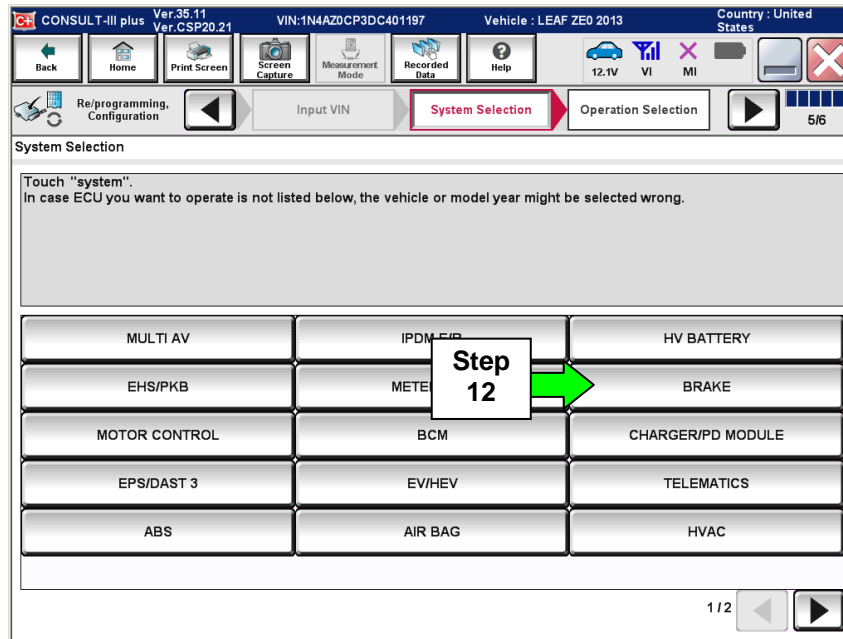 CONSULT-III plus Ver.35.11 VIN:1N4AZ0CP3DC401197 Vehicle : LEAF ZE0 2013 Country : United
Ver.CSP20.21 States
Back Home Print Screen Screen Capture Measurement Mode Recorded Data Help 12.1V VI MI
Re/programming, Configuration Input VIN System Selection Operation Selection 5/6
System Selection
Touch "system".
In case ECU you want to operate is not listed below, the vehicle or model year might be selected wrong.
MULTI AV IPDM HV BATTERY
Step
12
EHS/PKB BRAKE
MOTOR CONTROL BCM CHARGER/PD MODULE
EPS/DAST 3 EV/HEV TELEMATICS
ABS AIR BAG HVAC
1/2